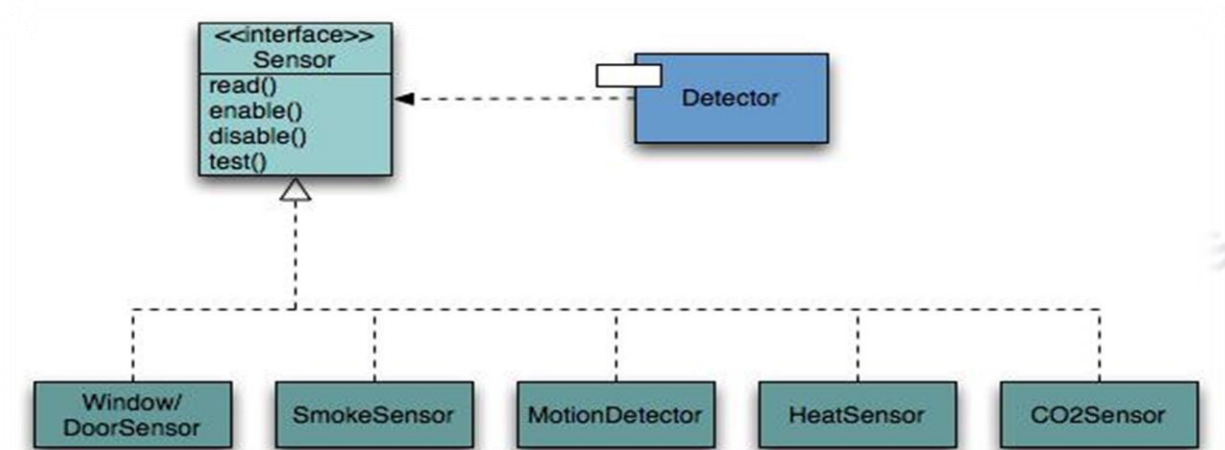 <<interface>>
Sensor
read()
enable()
disable()
test()
Detector
Window/
DoorSensor
SmokeSensor
MotionDetector
HeatSensor
CO2Sensor